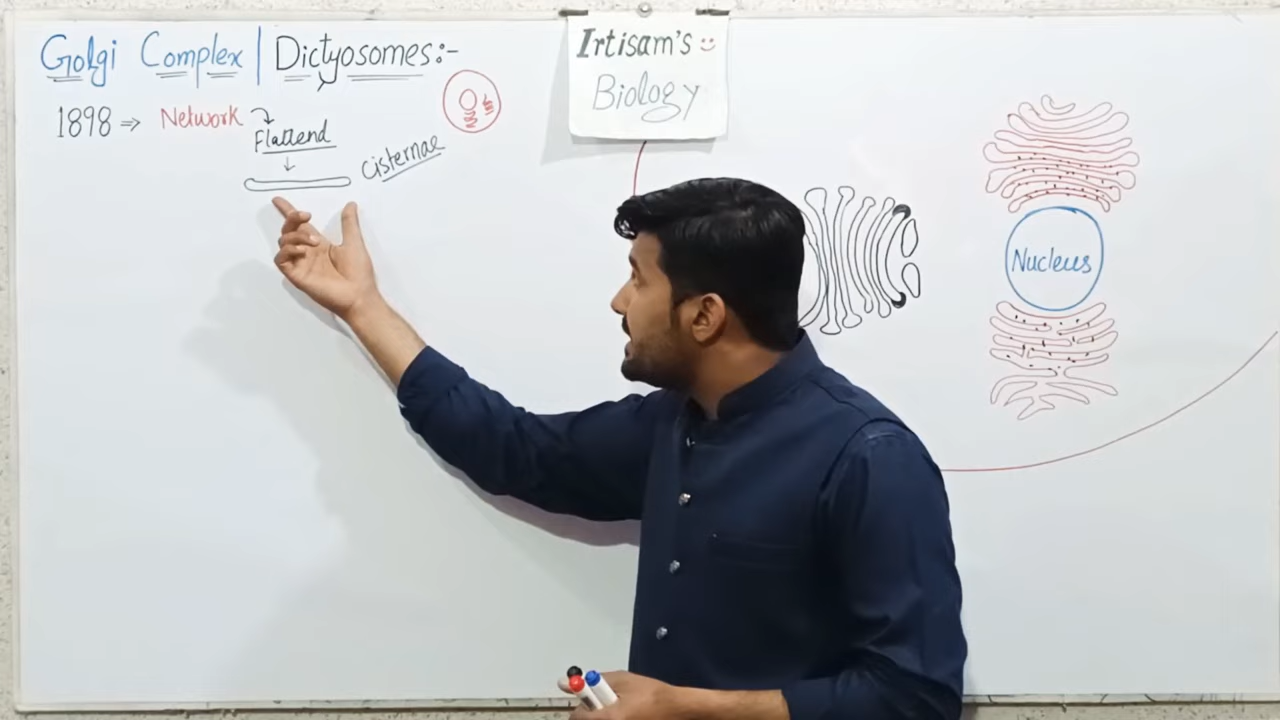 Golgi Complex | Dictyosomes:-
1898 ⇒ Network
Flattend
Cisternae
Irtisam's
Biology
Nucleus